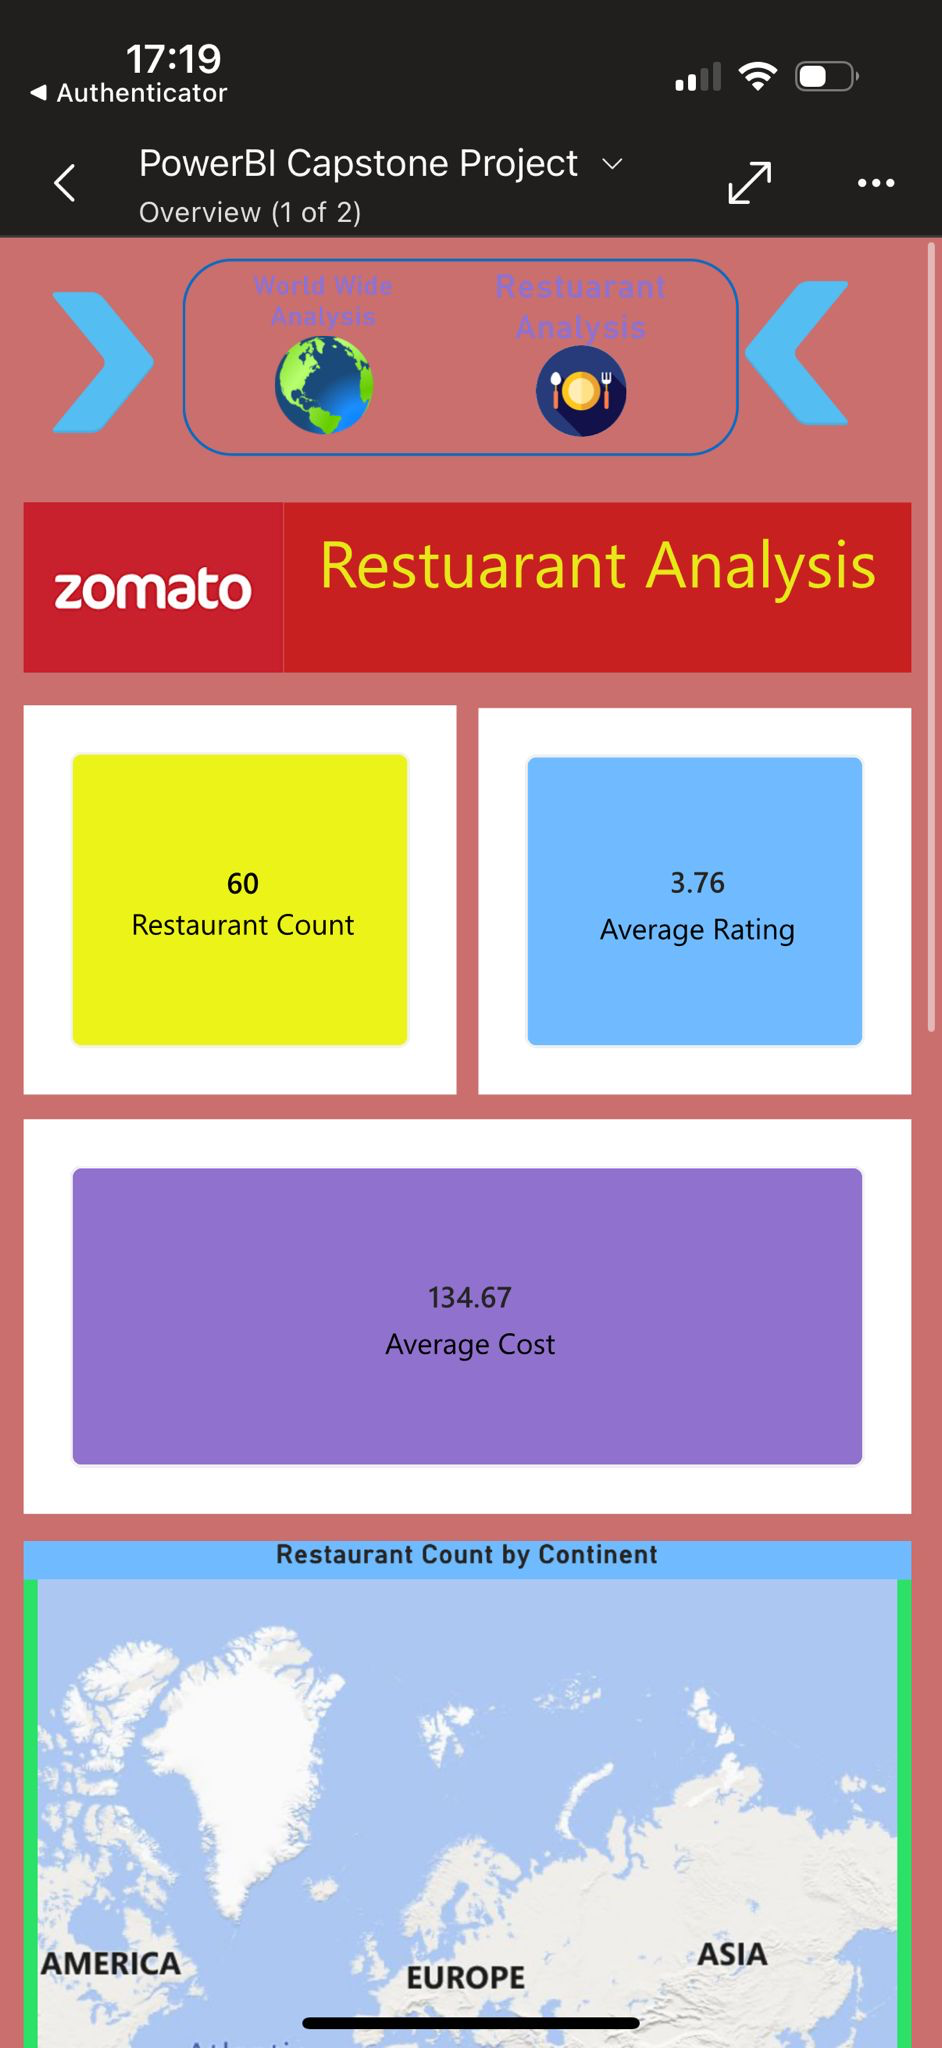 17:19
◀ Authenticator
PowerBI Capstone Project
Overview (1 of 2)
World Wide
Analysis
Restuarant
Analysis
zomato
Restuarant Analysis
60
Restaurant Count
3.76
Average Rating
134.67
Average Cost
Restaurant Count by Continent
AMERICA
EUROPE
ASIA